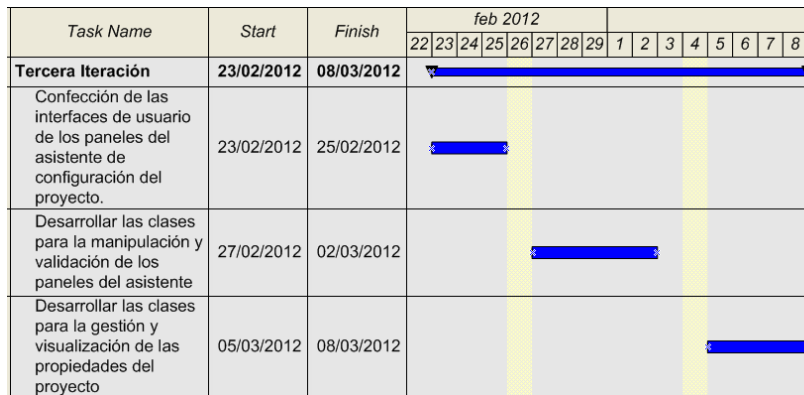 Task Name Start Finish feb 2012
22 23 24 25 26 27 28 29 1 2 3 4 5 6 7 8
Tercera Iteración 23/02/2012 08/03/2012
Confección de las
interfaces de usuario
de los paneles del
asistente de
configuración del
proyecto.
23/02/2012 25/02/2012
Desarrollar las clases
para la manipulación y
validación de los
paneles del asistente
27/02/2012 02/03/2012
Desarrollar las clases
para la gestión y
visualización de las
propiedades del
proyecto
05/03/2012 08/03/2012